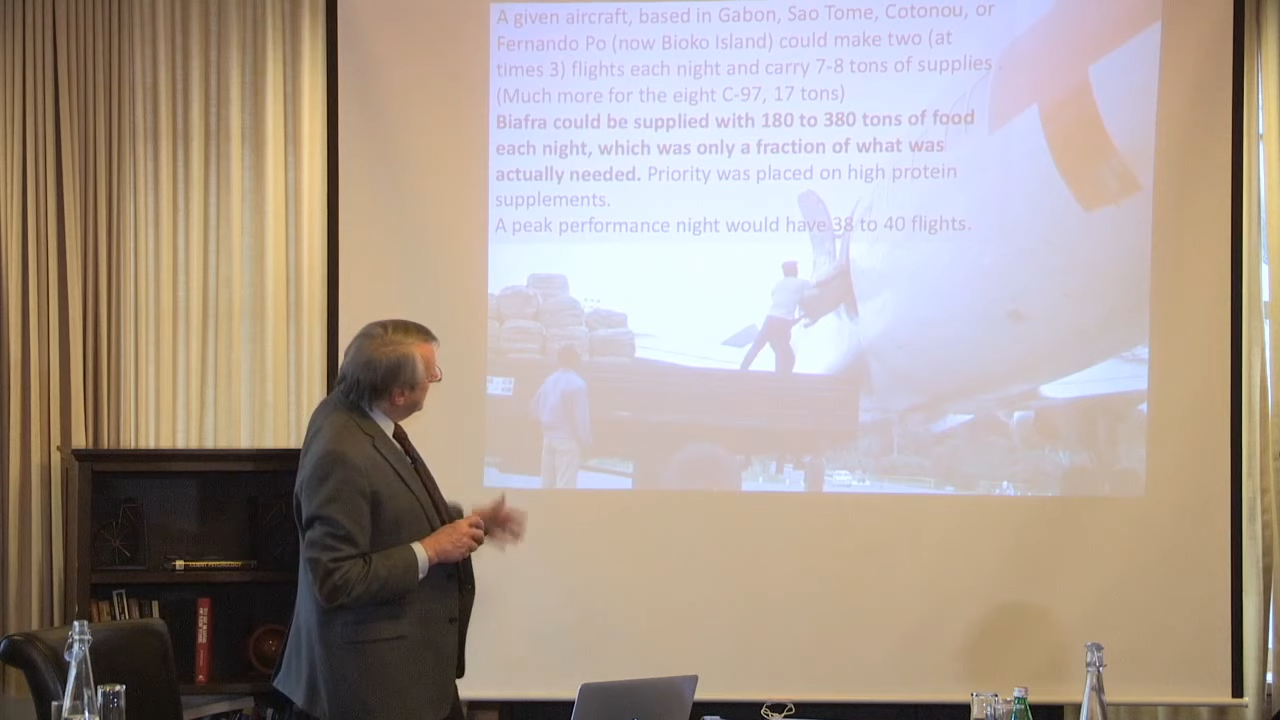 A given aircraft, based in Gabon, Sao Tome, Cotonou, or
Fernando Po (now Bioko Island) could make two (at
times 3) flights each night and carry 7-8 tons of supplies .
(Much more for the eight C-97, 17 tons)
Biafra could be supplied with 180 to 380 tons of food
each night, which was only a fraction of what was
actually needed. Priority was placed on high protein
supplements.
A peak performance night would have 38 to 40 flights.